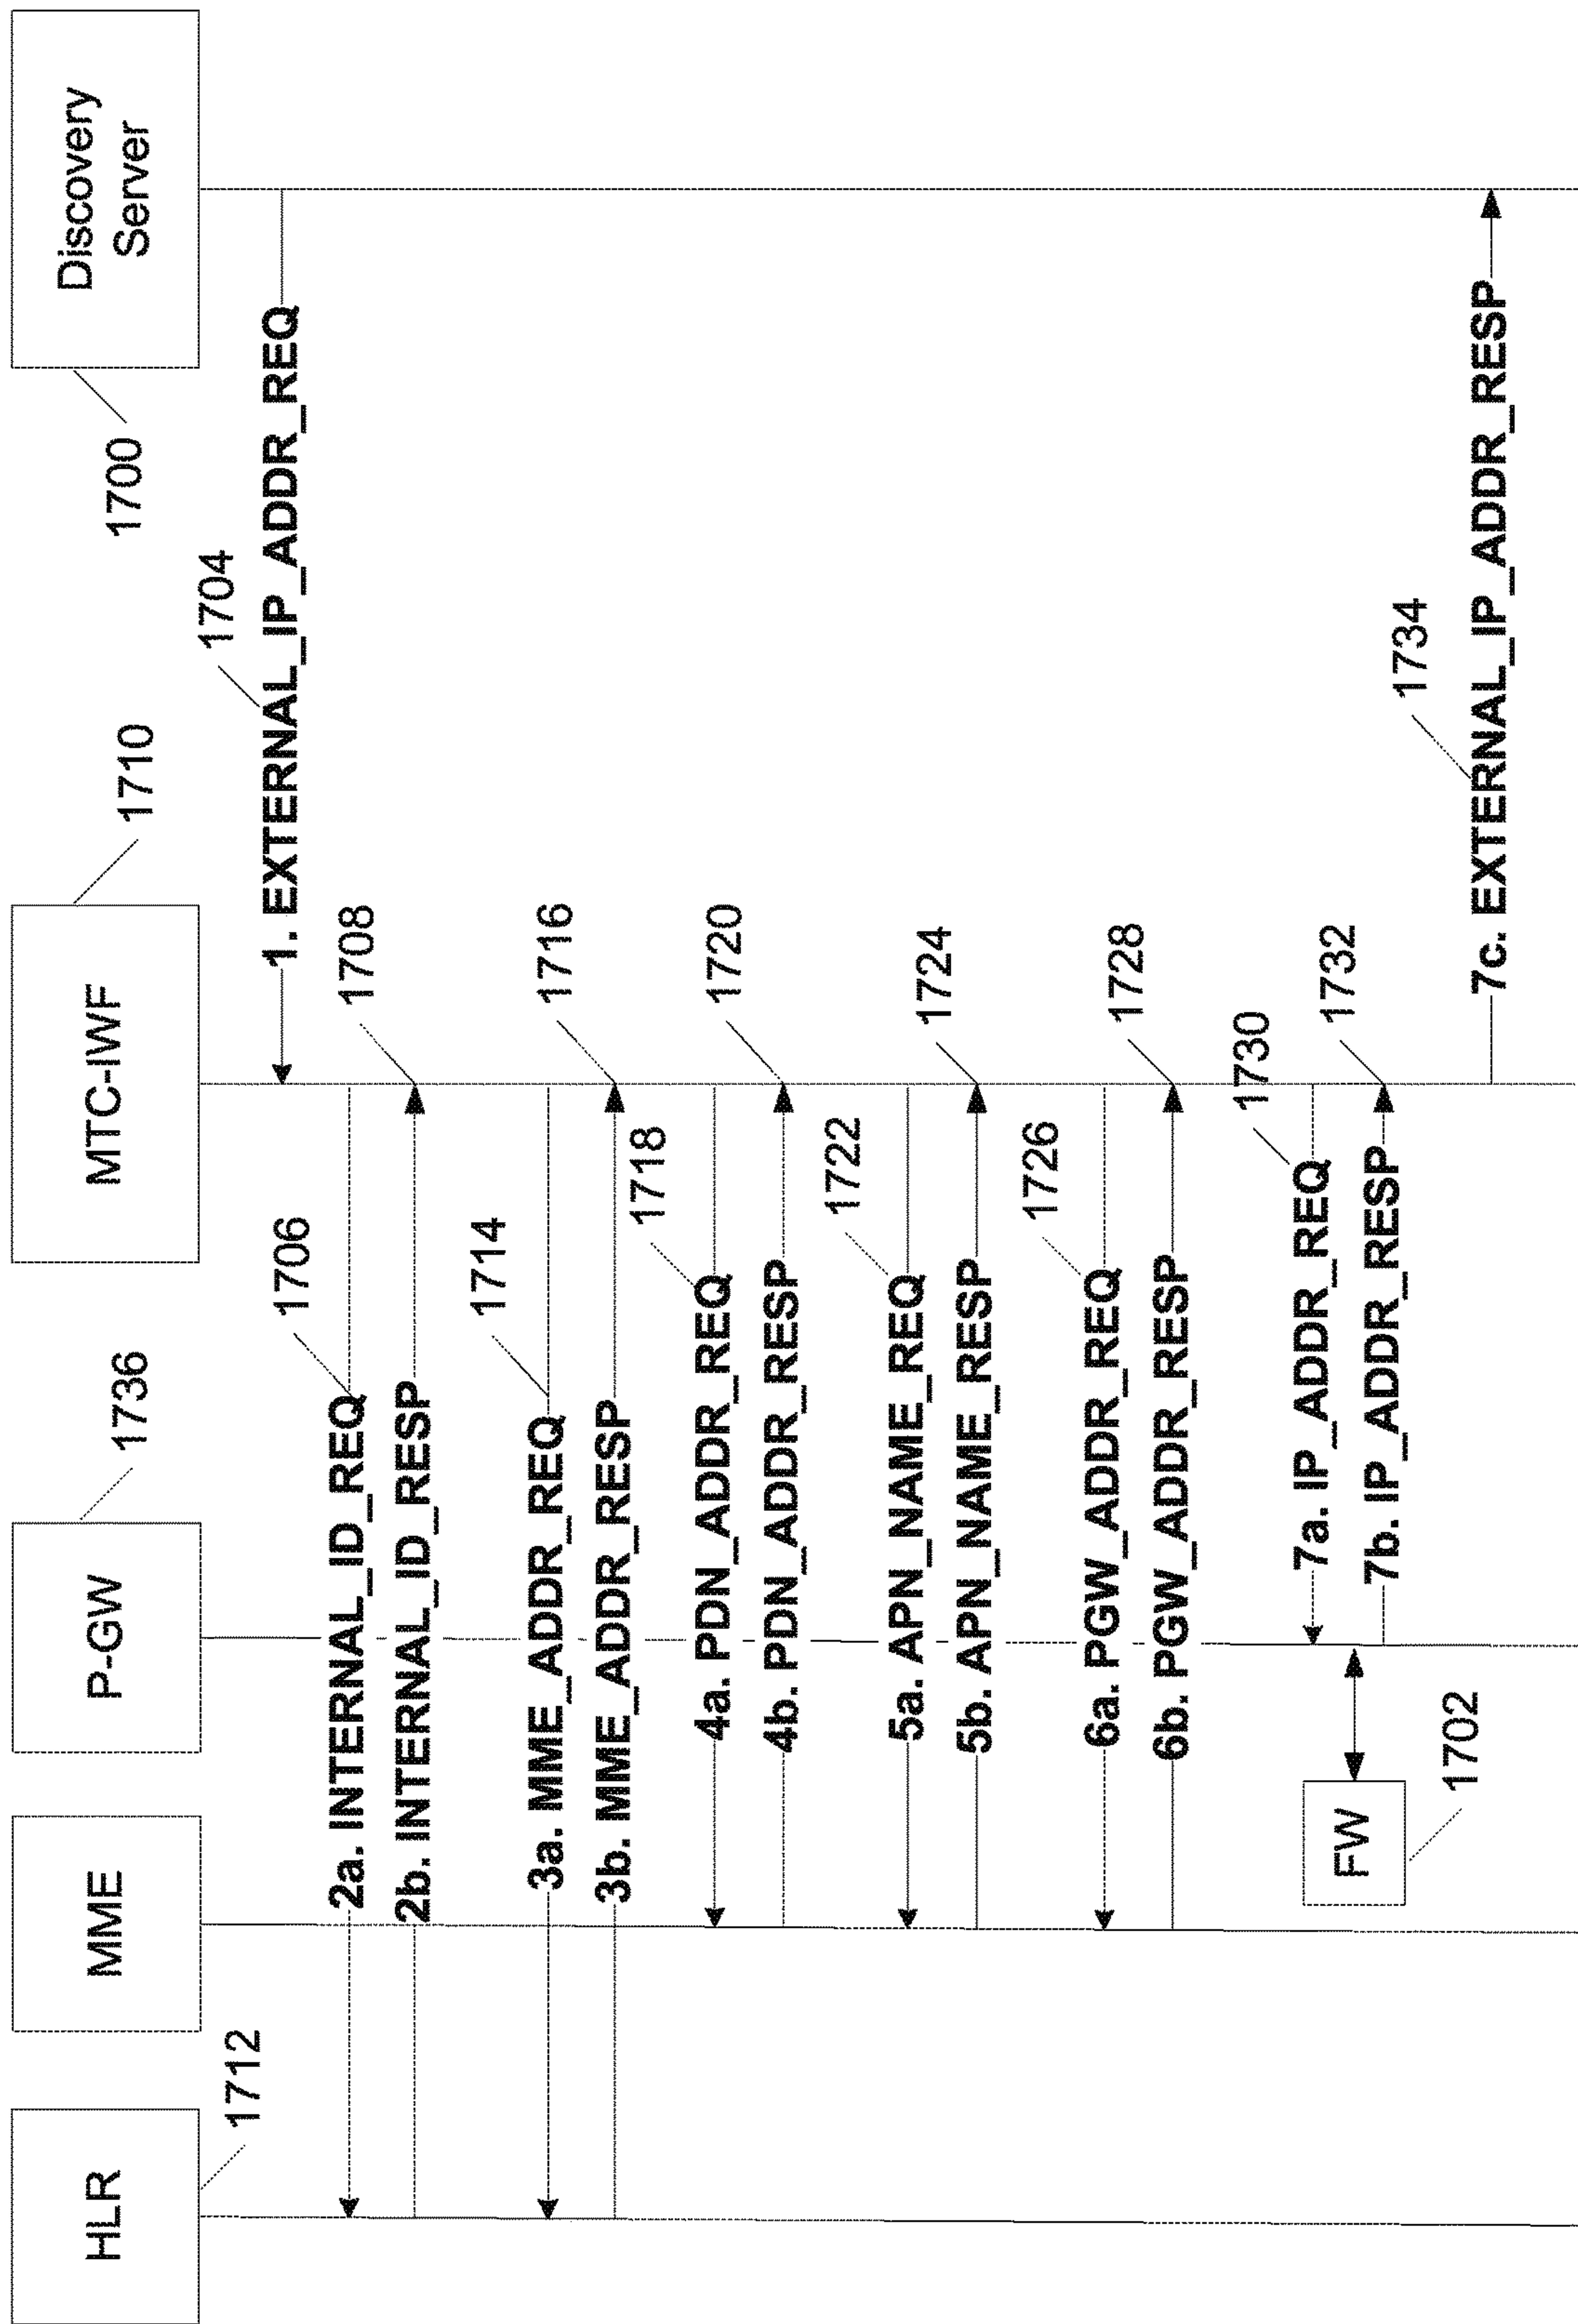 HLR
1712
MME
P-GW
1736
MTC-IWF
1710
Discovery
Server
1700
1704
1. EXTERNAL_IP_ADDR_REQ
1706
2a. INTERNAL_ID_REQ
1708
2b. INTERNAL_ID_RESP
1714
3a. MME_ADDR_REQ
1716
3b. MME_ADDR_RESP
1718
4a. PDN_ADDR_REQ
1720
4b. PDN_ADDR_RESP
1722
5a. APN_NAME_REQ
1724
5b. APN_NAME_RESP
1726
6a. PGW_ADDR_REQ
1728
6b. PGW_ADDR_RESP
1730
7a. IP_ADDR_REQ
1732
7b. IP_ADDR_RESP
FW
1702
1734
7c. EXTERNAL_IP_ADDR_RESP